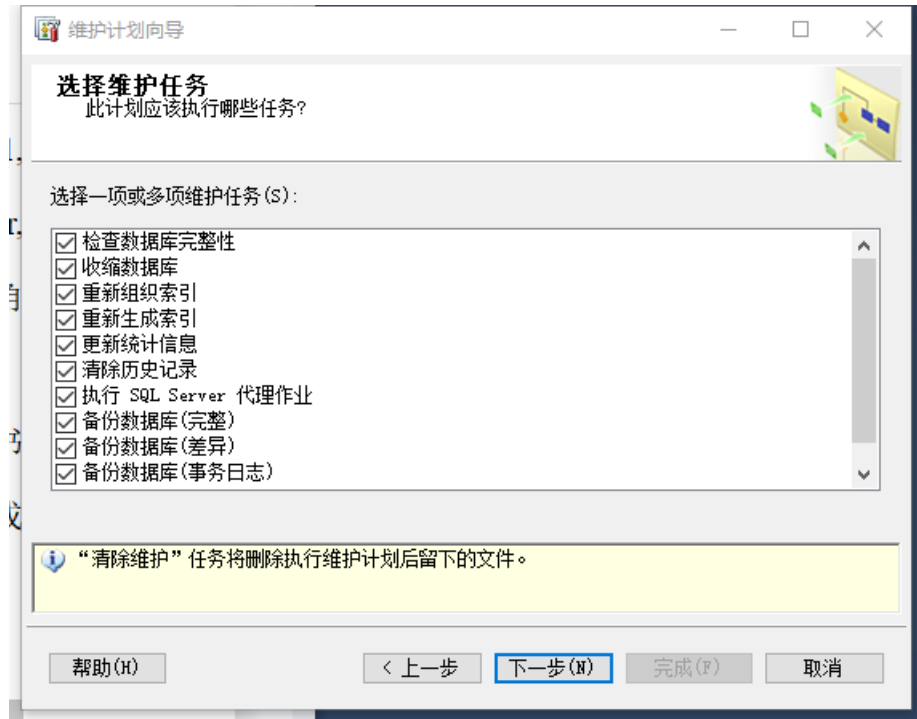 维护计划向导
选择维护任务
此计划应该执行哪些任务?
选择一项或多项维护任务(S):
检查数据库完整性
收缩数据库
重新组织索引
重新生成索引
更新统计信息
清除历史记录
执行 SQL Server 代理作业
备份数据库(完整)
备份数据库(差异)
备份数据库(事务日志)
“清除维护”任务将删除执行维护计划后留下的文件。
帮助(H)
< 上一步
下一步(N)
完成(F)
取消